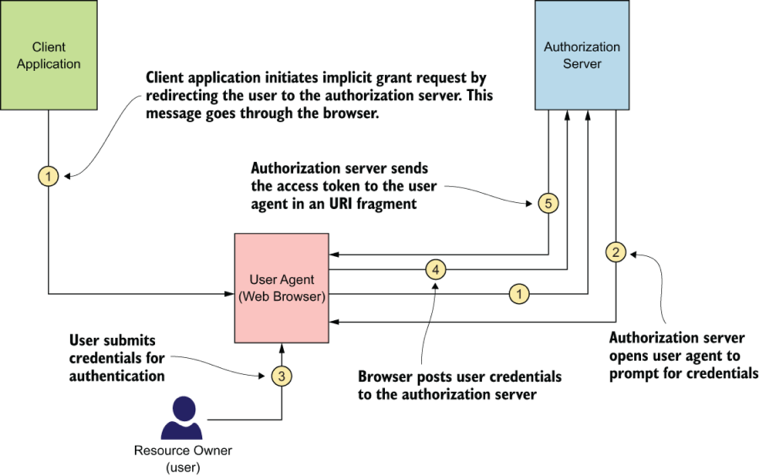 Client
Application
Authorization
Server
Client application initiates implicit grant request by
redirecting the user to the authorization server. This
message goes through the browser.
1
Authorization server sends
the access token to the user
agent in an URI fragment
5
2
User Agent
(Web Browser)
4
1
User submits
credentials for
authentication
3
Browser posts user credentials
to the authorization server
Authorization server
opens user agent to
prompt for credentials
Resource Owner
(user)